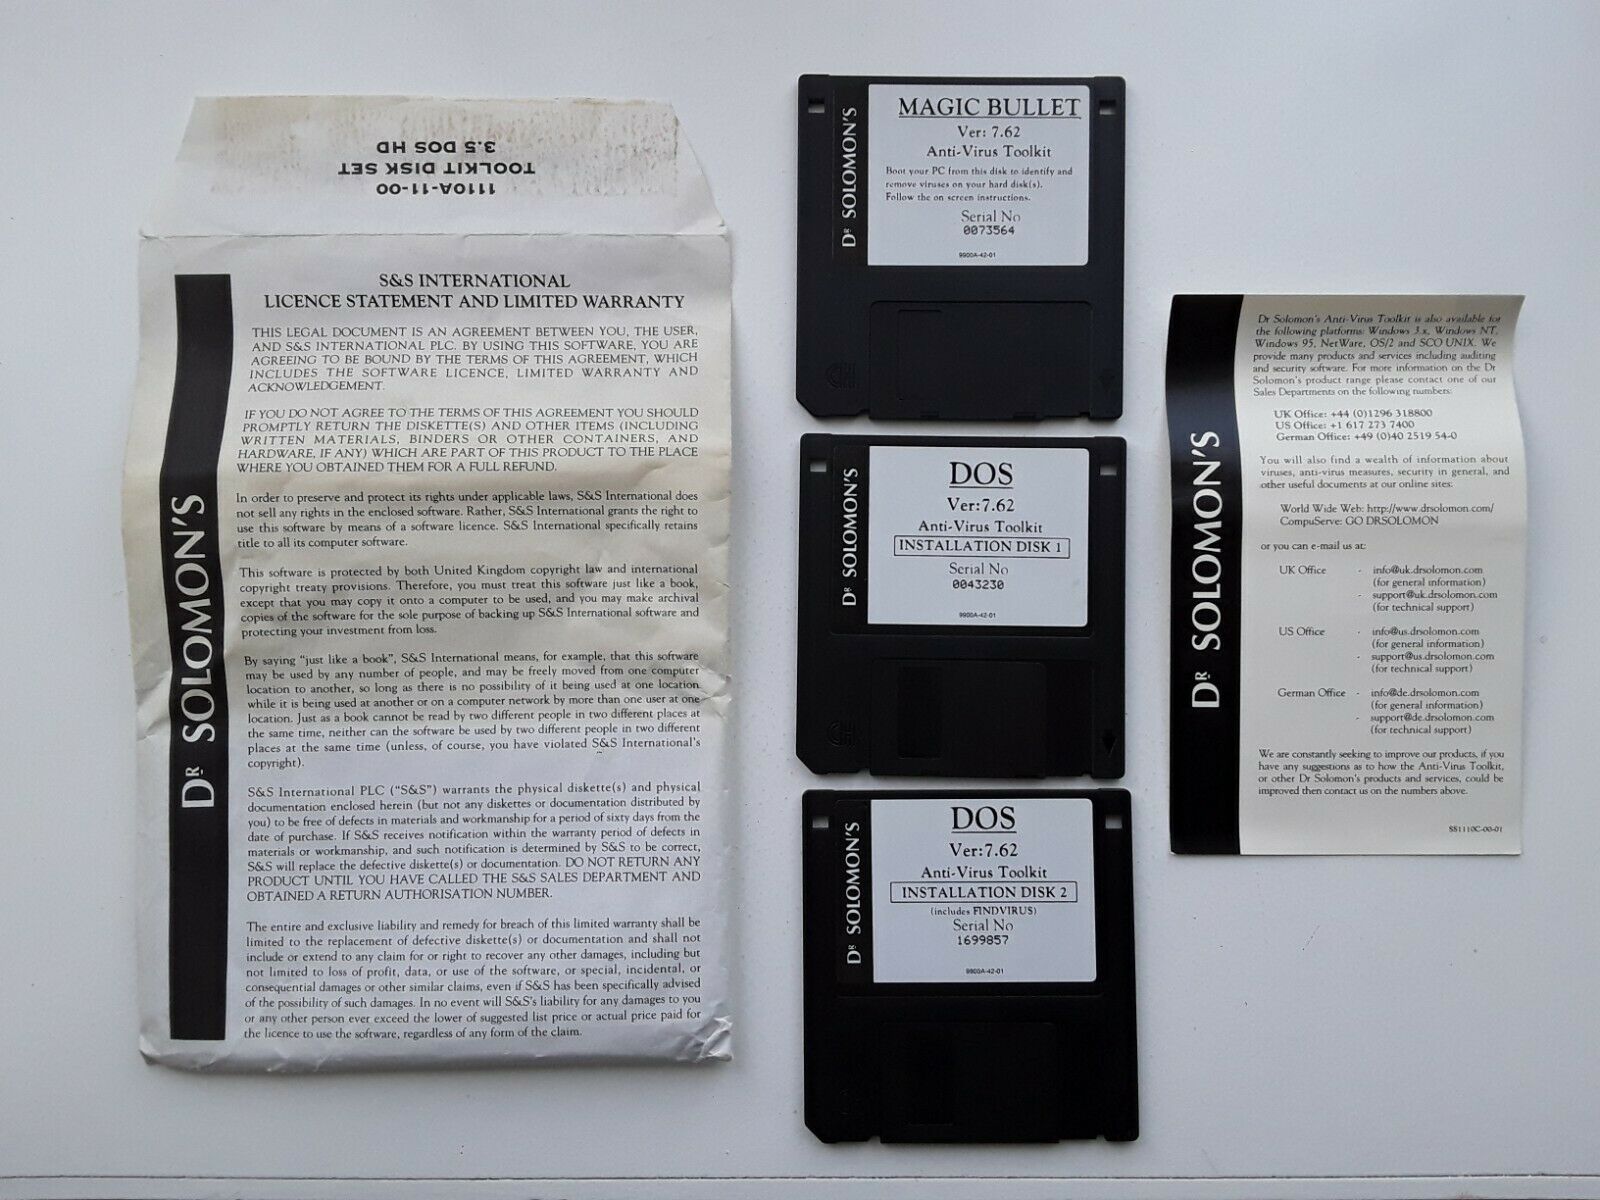 1110A-11-00
TOOLKIT DISK SET
3.5 DOS HD
DR SOLOMON'S
S&S INTERNATIONAL
LICENCE STATEMENT AND LIMITED WARRANTY
THIS LEGAL DOCUMENT IS AN AGREEMENT BETWEEN YOU, THE USER,
AND S&S INTERNATIONAL PLC. BY USING THIS SOFTWARE, YOU ARE
AGREEING TO BE BOUND BY THE TERMS OF THIS AGREEMENT, WHICH
INCLUDES THE SOFTWARE LICENCE, LIMITED WARRANTY AND
ACKNOWLEDGEMENT.
IF YOU DO NOT AGREE TO THE TERMS OF THIS AGREEMENT YOU SHOULD
PROMPTLY RETURN THE DISKETTE(S) AND OTHER ITEMS (INCLUDING
WRITTEN MATERIALS, BINDERS OR OTHER CONTAINERS, AND
HARDWARE, IF ANY) WHICH ARE PART OF THIS PRODUCT TO THE PLACE
WHERE YOU OBTAINED THEM FOR A FULL REFUND.
In order to preserve and protect its rights under applicable laws, S&S International does
not sell any rights in the enclosed software. Rather, S&S International grants the right to
use this software by means of a software licence. S&S International specifically retains
title to all its computer software.
This software is protected by both United Kingdom copyright law and international
copyright treaty provisions. Therefore, you must treat this software just like a book,
except that you may copy it onto a computer to be used, and you may make archival
copies of the software for the sole purpose of backing up S&S International software and
protecting your investment from loss.
By saying "just like a book", S&S International means, for example, that this software
may be used by any number of people, and may be freely moved from one computer
location to another, so long as there is no possibility of it being used at one location
while it is being used at another or on a computer network by more than one user at one
location. Just as a book cannot be read by two different people in two different places at
the same time, neither can the software be used by two different people in two different
places at the same time (unless, of course, you have violated S&S International's
copyright).
S&S International PLC ("S&S") warrants the physical diskette(s) and physical
documentation enclosed herein (but not any diskettes or documentation distributed by
you) to be free of defects in materials and workmanship for a period of sixty days from the
date of purchase. If S&S receives notification within the warranty period of defects in
materials or workmanship, and such notification is determined by S&S to be correct,
S&S will replace the defective diskette(s) or documentation. DO NOT RETURN ANY
PRODUCT UNTIL YOU HAVE CALLED THE S&S SALES DEPARTMENT AND
OBTAINED A RETURN AUTHORISATION NUMBER.
The entire and exclusive liability and remedy for breach of this limited warranty shall be
limited to the replacement of defective diskette(s) or documentation and shall not
include or extend to any claim for or right to recover any other damages, including but
not limited to loss of profit, data, or use of the software, or special, incidental, or
consequential damages or other similar claims, even if S&S has been specifically advised
of the possibility of such damages. In no event will S&S's liability for any damages to you
or any other person ever exceed the lower of suggested list price or actual price paid for
the licence to use the software, regardless of any form of the claim.
DR SOLOMON'S
MAGIC BULLET
Ver: 7.62
Anti-Virus Toolkit
Boot your PC from this disk to identify and
remove viruses on your hard disk(s).
Follow the on screen instructions.
Serial No
0073564
9900A-42-01
DR SOLOMON'S
DOS
Ver:7.62
Anti-Virus Toolkit
INSTALLATION DISK 1
Serial No
0043230
9900A-42-01
DR SOLOMON'S
DOS
Ver:7.62
Anti-Virus Toolkit
INSTALLATION DISK 2
(includes FINDVIRUS)
Serial No
1699857
9900A-42-01
DR SOLOMON'S
Dr Solomon's Anti-Virus Toolkit is also available for
the following platforms: Windows 3.x, Windows NT,
Windows 95, NetWare, OS/2 and SCO UNIX. We
provide many products and services including auditing
and security software. For more information on the Dr
Solomon's product range please contact one of our
Sales Departments on the following numbers:
UK Office: +44 (0)1296 318800
US Office: +1 617 273 7400
German Office: +49 (0)40 2519 54-0
You will also find a wealth of information about
viruses, anti-virus measures, security in general, and
other useful documents at our online sites:
World Wide Web: http://www.drsolomon.com/
CompuServe: GO DRSOLOMON
or you can e-mail us at:
UK Office - info@uk.drsolomon.com
(for general information)
- support@uk.drsolomon.com
(for technical support)
US Office - info@us.drsolomon.com
(for general information)
- support@us.drsolomon.com
(for technical support)
German Office - info@de.drsolomon.com
(for general information)
- support@de.drsolomon.com
(for technical support)
We are constantly seeking to improve our products, if you
have any suggestions as to how the Anti-Virus Toolkit,
or other Dr Solomon's products and services, could be
improved then contact us on the numbers above.
SS1110C-00-01